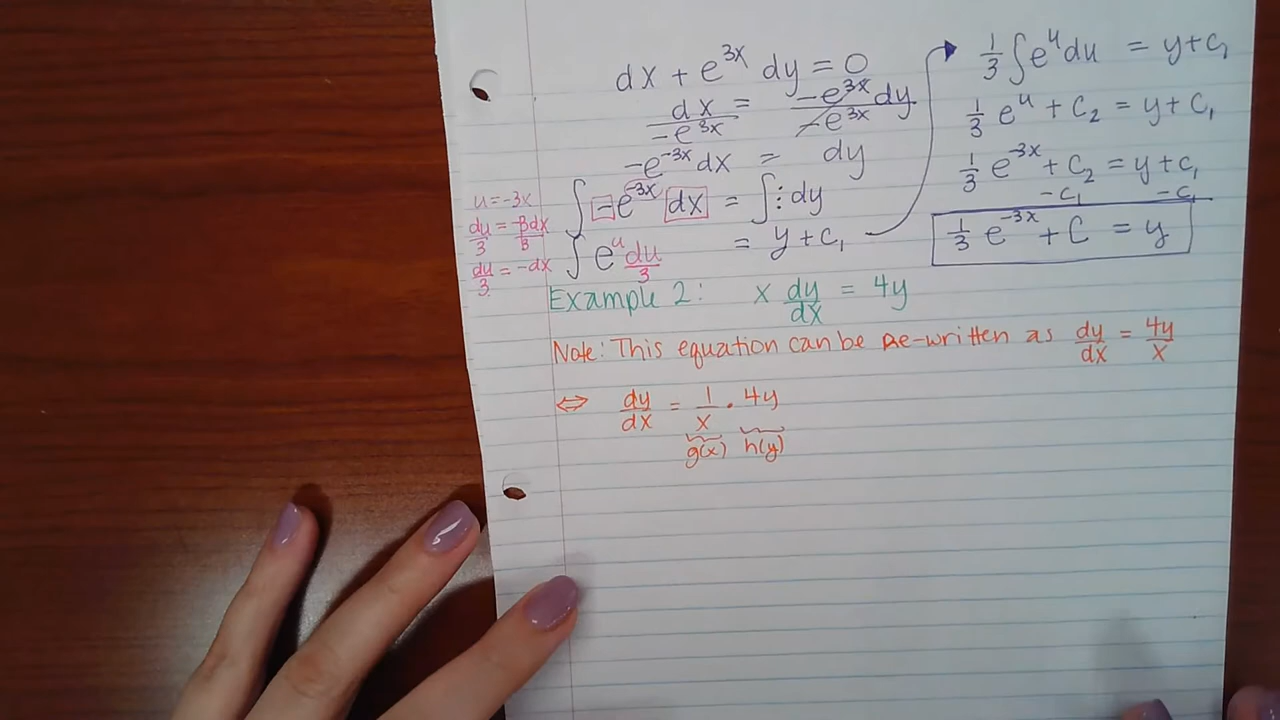 dx + e^{3x} dy = 0
dx/-e^{3x} = -e^{3x} dy/-e^{3x}
-e^{-3x} dx = dy
∫ -e^{-3x} dx = ∫ dy
∫ e^u du/3 = y + c₁
u = -3x
du/3 = -3dx/3
du/3 = -dx
1/3 ∫ e^u du = y + c₁
1/3 e^u + c₂ = y + c₁
1/3 e^{-3x} + c₂ = y + c₁
-c₁ -c₁
1/3 e^{-3x} + C = y
Example 2: x dy/dx = 4y
Note: This equation can be Re-written as dy/dx = 4y/x
⇔ dy/dx = 1/x · 4y
g(x) h(y)